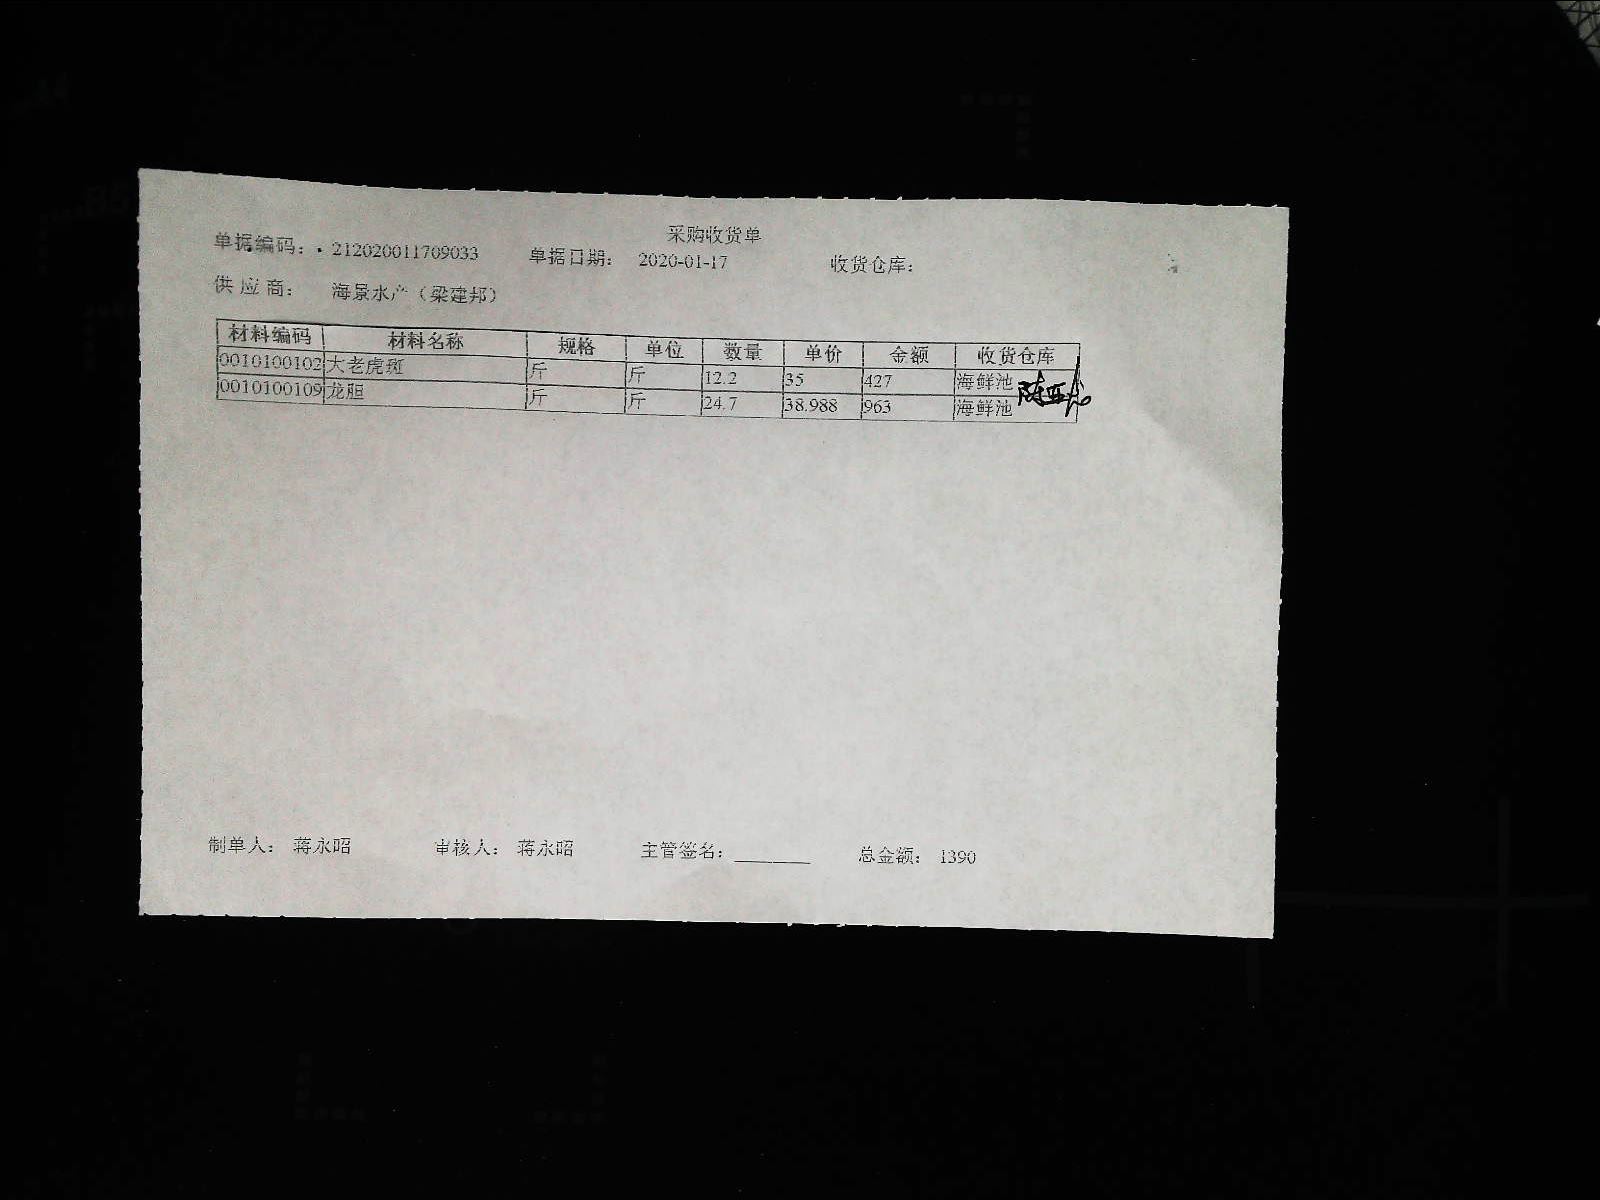 采购收货单
单据编码： 212020011709033 单据日期： 2020-01-17 收货仓库：
供应商： 海景水产（梁建邦）
材料编码 材料名称 规格 单位 数量 单价 金额 收货仓库
0010100102 大老虎斑 斤 斤 12.2 35 427 海鲜池
0010100109 龙胆 斤 斤 24.7 38.988 963 海鲜池
制单人： 蒋永昭 审核人： 蒋永昭 主管签名：________ 总金额： 1390